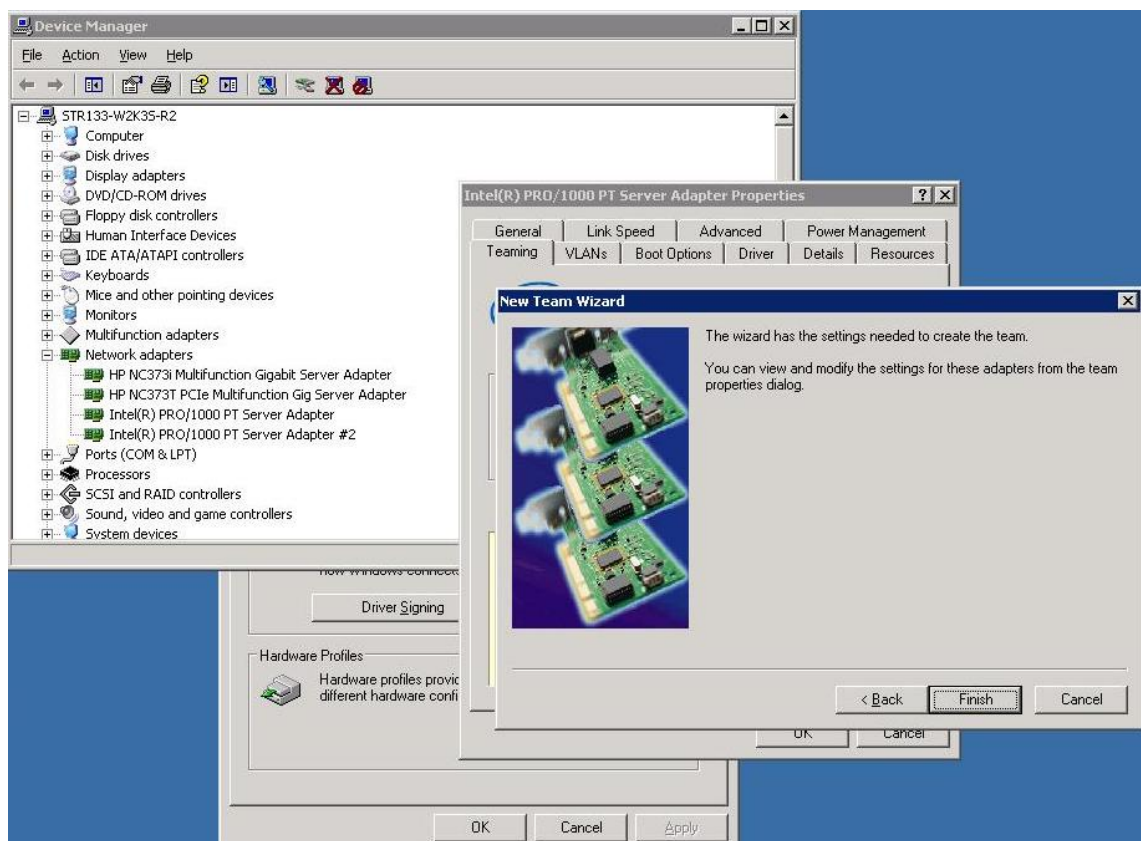 Device Manager
File Action View Help
STR133-W2K35-R2
Computer
Disk drives
Display adapters
DVD/CD-ROM drives
Floppy disk controllers
Human Interface Devices
IDE ATA/ATAPI controllers
Keyboards
Mice and other pointing devices
Monitors
Multifunction adapters
Network adapters
HP NC373i Multifunction Gigabit Server Adapter
HP NC373T PCIe Multifunction Gig Server Adapter
Intel(R) PRO/1000 PT Server Adapter
Intel(R) PRO/1000 PT Server Adapter #2
Ports (COM & LPT)
Processors
SCSI and RAID controllers
Sound, video and game controllers
System devices
Intel(R) PRO/1000 PT Server Adapter Properties
General Link Speed Advanced Power Management
Teaming VLANs Boot Options Driver Details Resources
New Team Wizard
The wizard has the settings needed to create the team.
You can view and modify the settings for these adapters from the team
properties dialog.
< Back Finish Cancel
OK Cancel
how Windows connects
Driver Signing
Hardware Profiles
Hardware profiles provic
different hardware confi
OK Cancel Apply